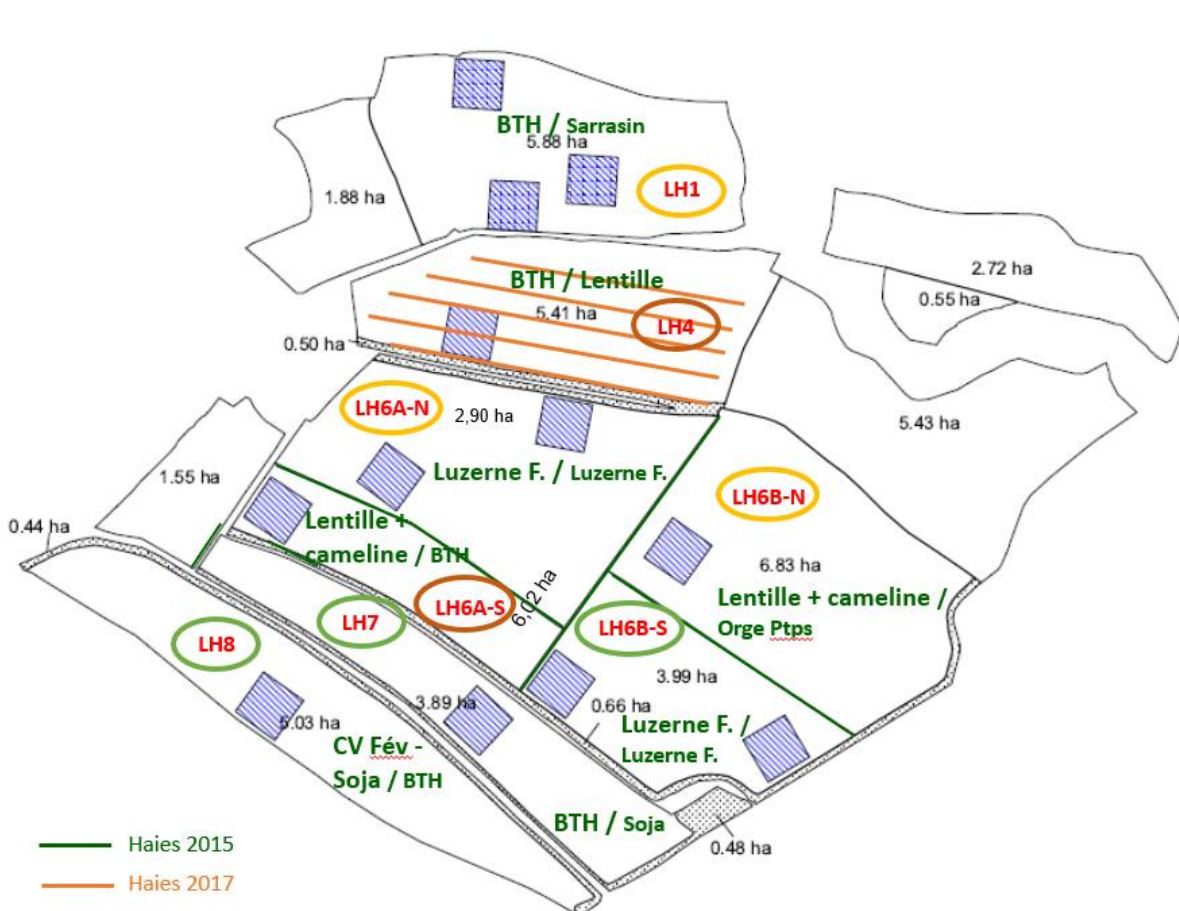 BTH / Sarrasin
5.88 ha
LH1
1.88 ha
2.72 ha
0.55 ha
BTH / Lentille
5.41 ha
LH4
0.50 ha
LH6A-N
2,90 ha
5.43 ha
Luzerne F. / Luzerne F.
1.55 ha
LH6B-N
0.44 ha
Lentille +
cameline / BTH
6.83 ha
LH6A-S
6,02 ha
Lentille + cameline /
Orge Ptps
LH7
LH6B-S
LH8
3.99 ha
3.89 ha
0.66 ha
5.03 ha
Luzerne F. /
Luzerne F.
CV Fév -
Soja / BTH
BTH / Soja
0.48 ha
Haies 2015
Haies 2017